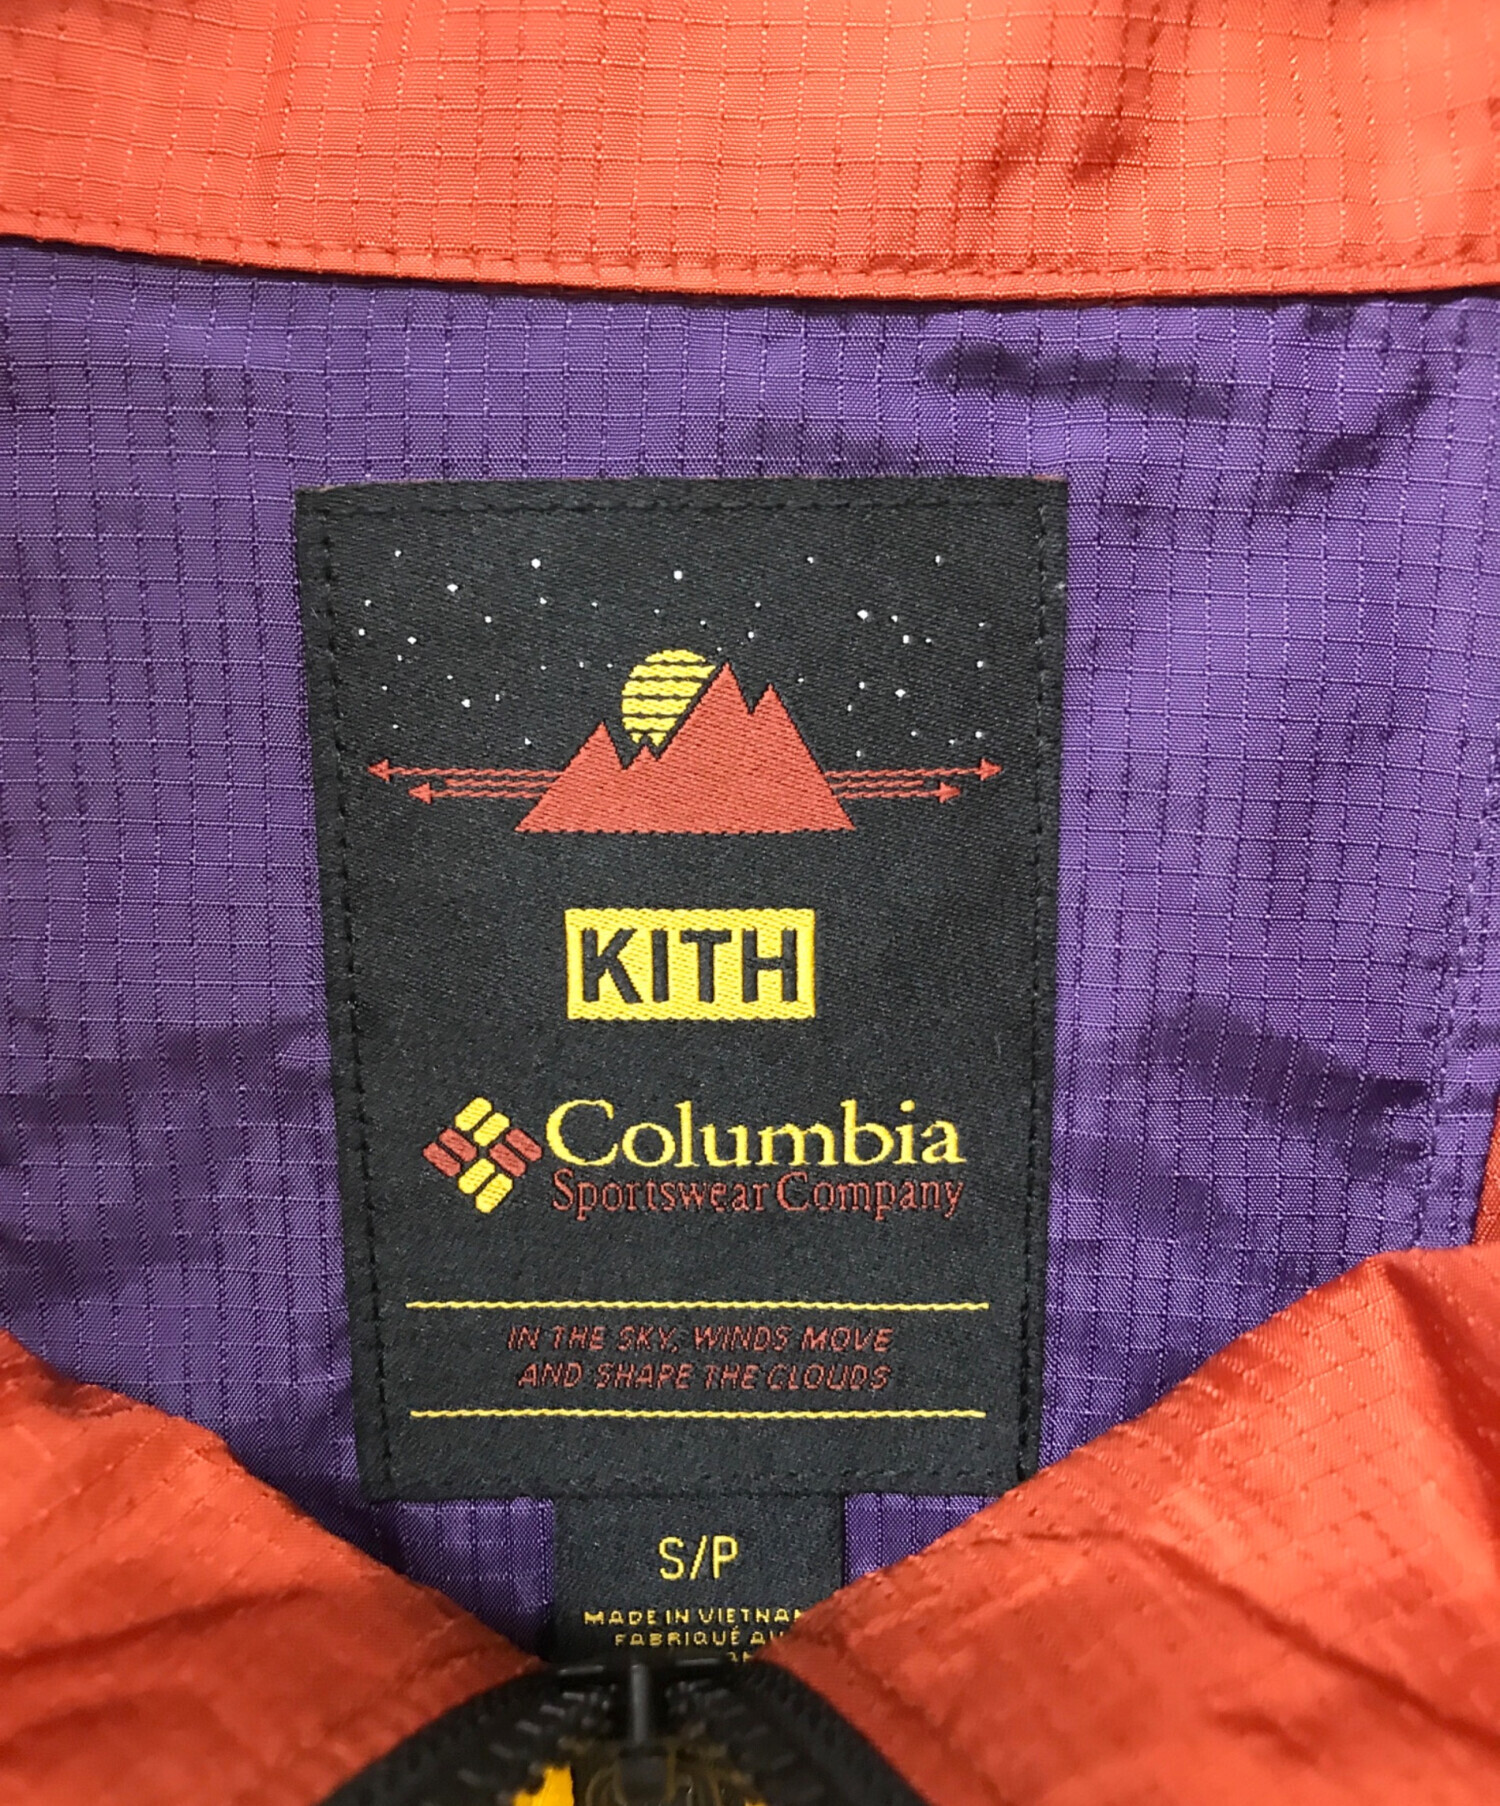 KITH
Columbia
Sportswear Company
IN THE SKY, WINDS MOVE
AND SHAPE THE CLOUDS
S/P
MADE IN VIETNAM
FABRIQUÉ AU